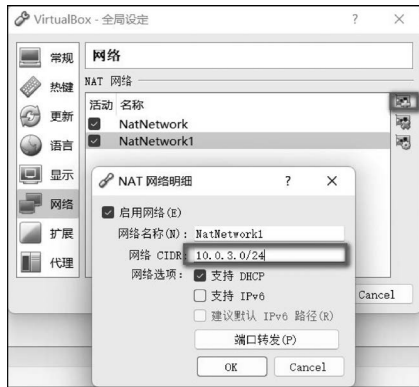 VirtualBox - 全局设定
?
×
常规
热键
更新
语言
显示
网络
扩展
代理
网络
NAT 网络
活动 名称
NatNetwork
NatNetwork1
NAT 网络明细
?
×
启用网络(E)
网络名称(N): NatNetwork1
网络 CIDR: 10.0.3.0/24
网络选项: 支持 DHCP
支持 IPv6
建议默认 IPv6 路径(R)
端口转发(P)
OK
Cancel
Cancel